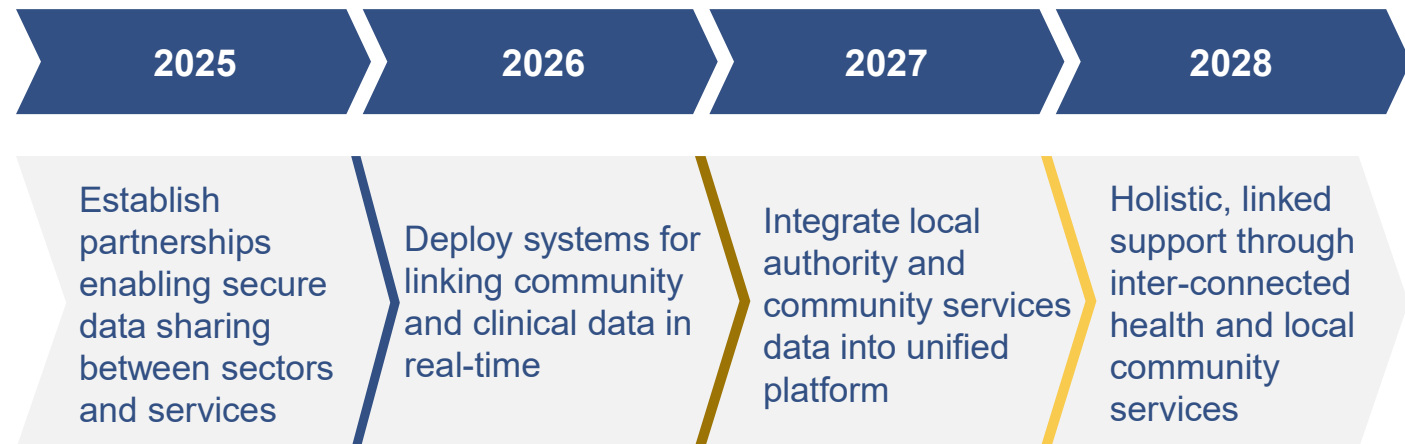 2025
2026
2027
2028
Establish
partnerships
enabling secure
data sharing
between sectors
and services
Deploy systems for
linking community
and clinical data in
real-time
Integrate local
authority and
community services
data into unified
platform
Holistic, linked
support through
inter-connected
health and local
community
services